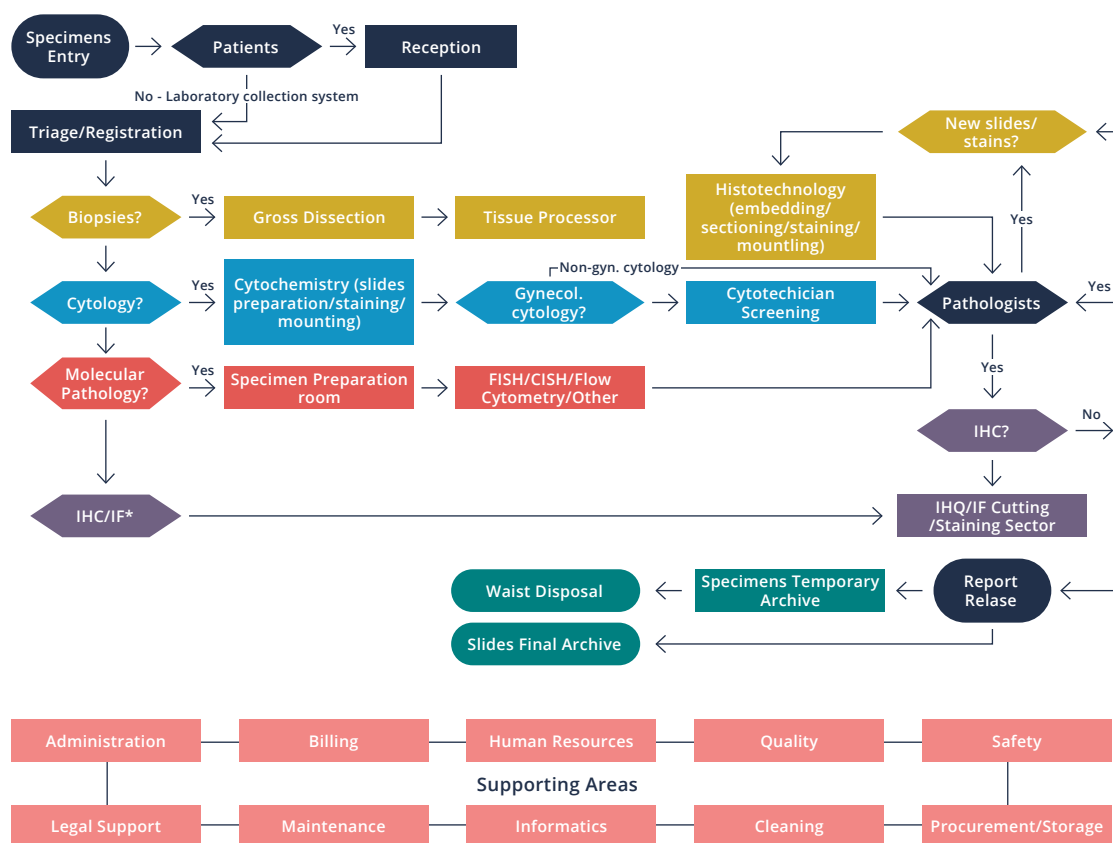 Specimens
Entry
Patients
Yes
Reception
No - Laboratory collection system
Triage/Registration
New slides/
stains?
Biopsies?
Yes
Gross Dissection
Tissue Processor
Histotechnology
(embedding/
sectioning/staining/
mountling)
Yes
Non-gyn. cytology
Cytology?
Yes
Cytochemistry (slides
preparation/staining/
mounting)
Gynecol.
cytology?
Cytotechician
Screening
Pathologists
Yes
Molecular
Pathology?
Yes
Specimen Preparation
room
FISH/CISH/Flow
Cytometry/Other
Yes
IHC?
No
IHC/IF*
IHQ/IF Cutting
/Staining Sector
Waist Disposal
Specimens Temporary
Archive
Report
Relase
Slides Final Archive
Administration
Billing
Human Resources
Quality
Safety
Supporting Areas
Legal Support
Maintenance
Informatics
Cleaning
Procurement/Storage